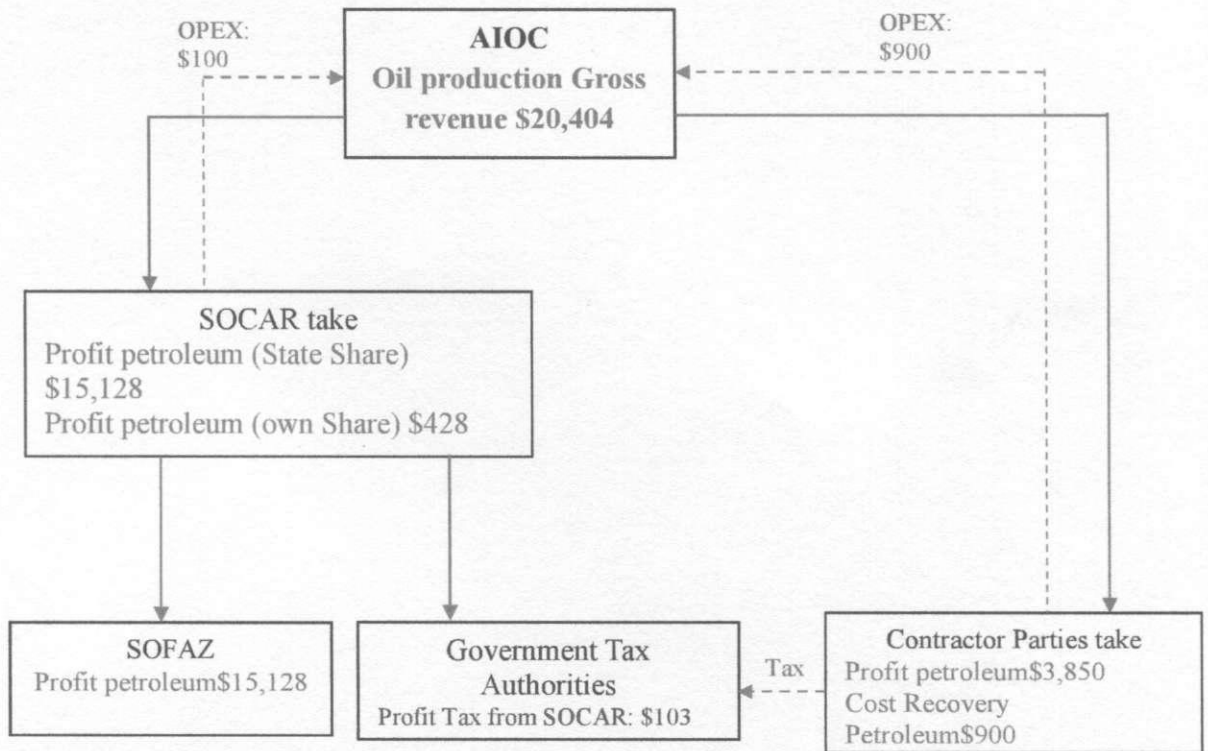 OPEX:
$100
AIOC
Oil production Gross
revenue $20,404
OPEX:
$900
SOCAR take
Profit petroleum (State Share)
$15,128
Profit petroleum (own Share) $428
SOFAZ
Profit petroleum$15,128
Government Tax
Authorities
Profit Tax from SOCAR: $103
Tax
Contractor Parties take
Profit petroleum$3,850
Cost Recovery
Petroleum$900